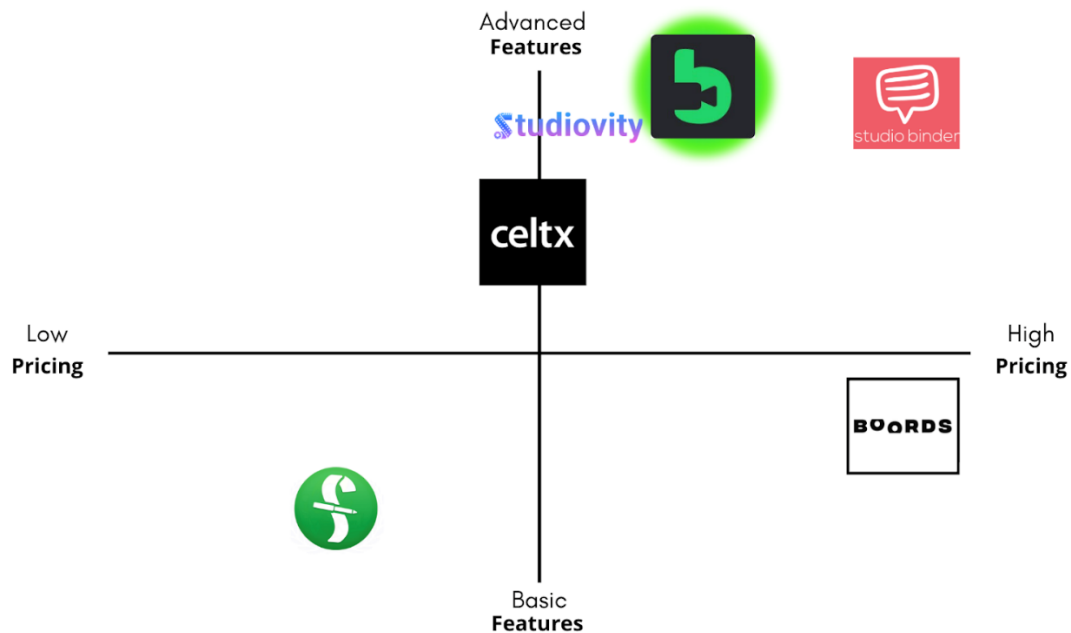 Advanced
Features
Studiovity
studio binder
celtx
Low
Pricing
High
Pricing
BOORDS
Basic
Features